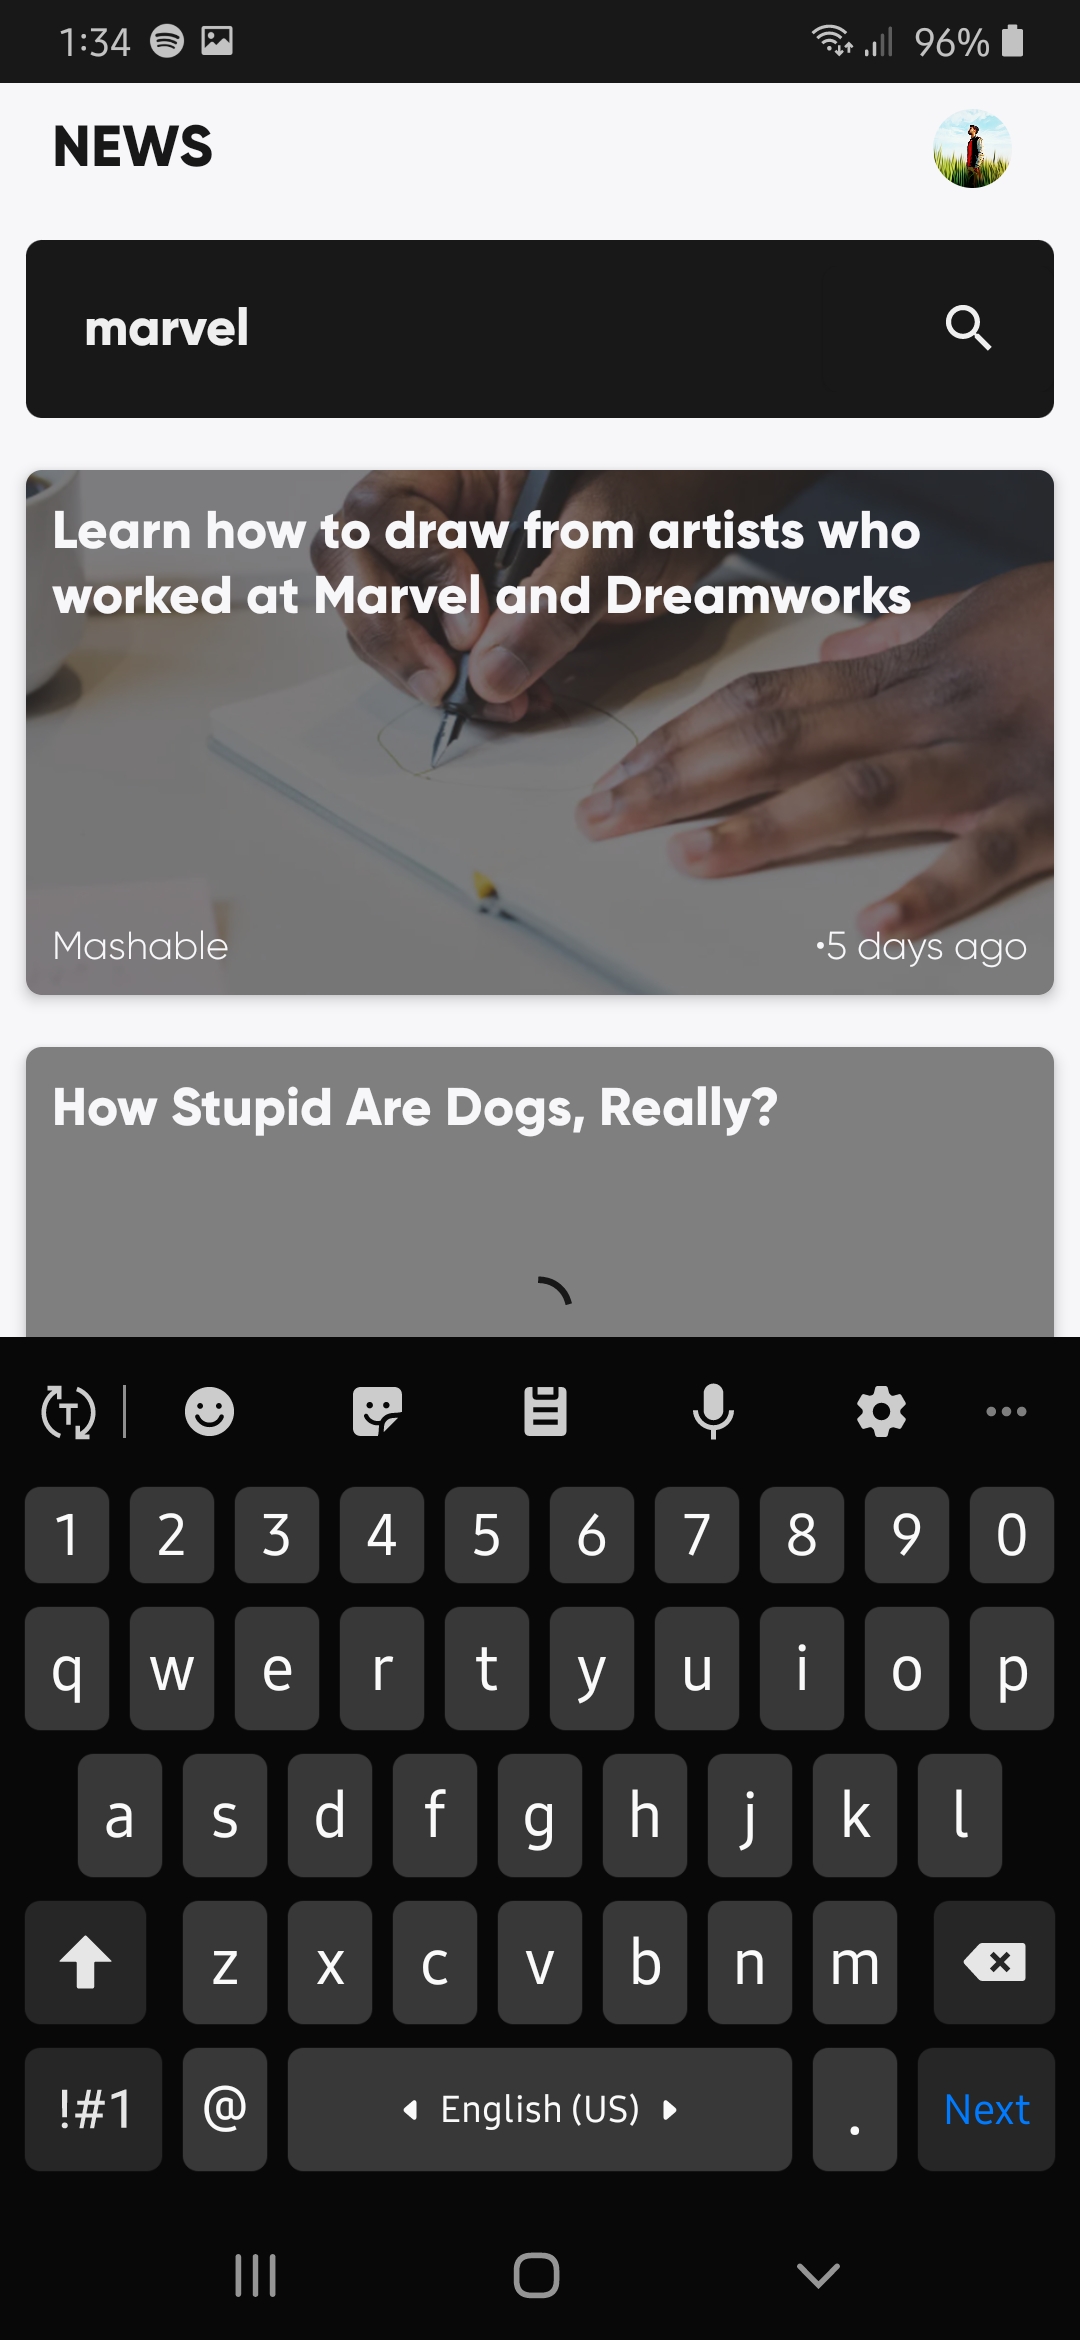 1:34
96%
NEWS
marvel
Learn how to draw from artists who
worked at Marvel and Dreamworks
Mashable
•5 days ago
How Stupid Are Dogs, Really?
T
1 2 3 4 5 6 7 8 9 0
q w e r t y u i o p
a s d f g h j k l
z x c v b n m
!#1 @ English (US) . Next